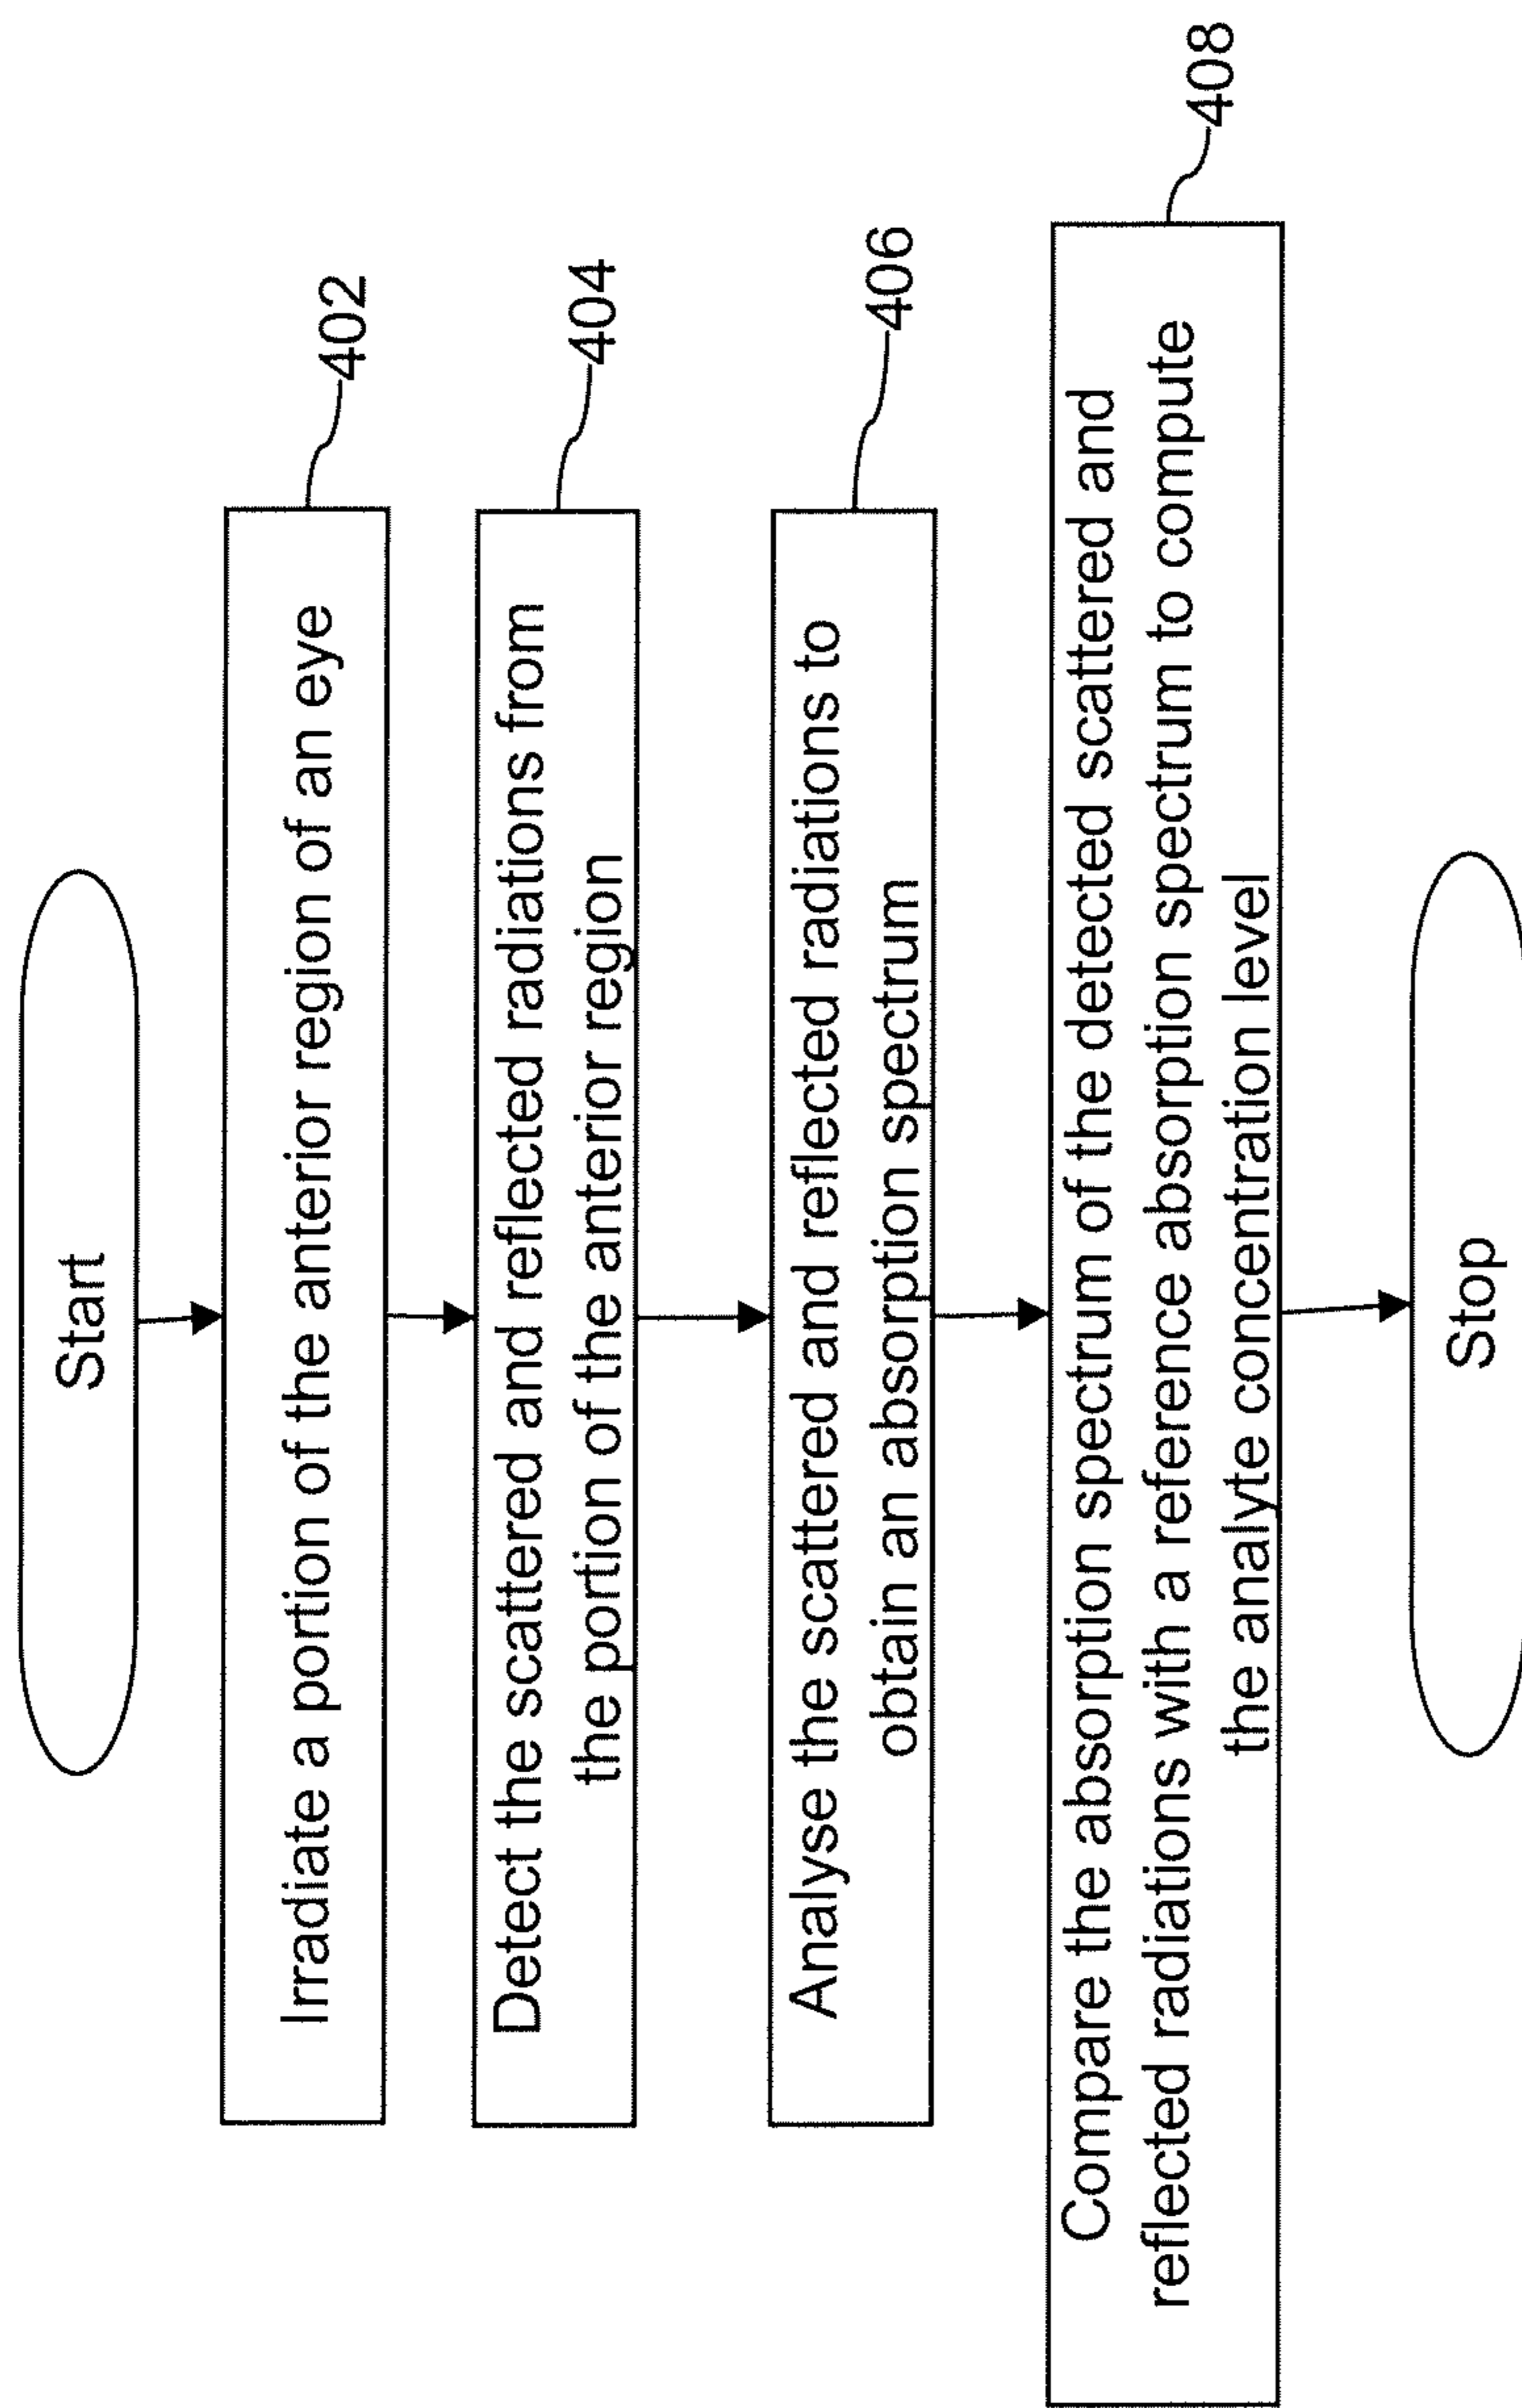 Start
Irradiate a portion of the anterior region of an eye
402
Detect the scattered and reflected radiations from
the portion of the anterior region
404
Analyse the scattered and reflected radiations to
obtain an absorption spectrum
406
Compare the absorption spectrum of the detected scattered and
reflected radiations with a reference absorption spectrum to compute
the analyte concentration level
408
Stop